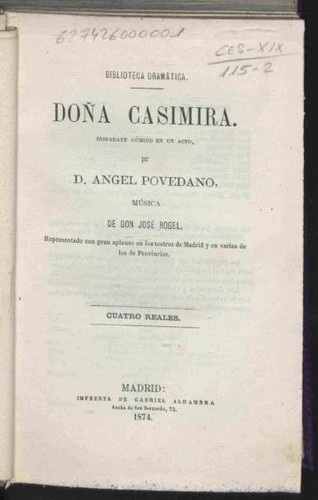 627426000001
CES-XIX
115-2
BIBLIOTECA DRAMÁTICA.
DOÑA CASIMIRA.
DISPARATE CÓMICO EN UN ACTO,
DE
D. ANGEL POVEDANO,
MÚSICA
DE DON JOSÉ ROGEL.
Representado con gran aplauso en los teatros de Madrid y en varios de
los de Provincias.
CUATRO REALES.
MADRID:
IMPRENTA DE GABRIEL ALHAMBRA
Ancha de San Bernardo, 73.
1874.